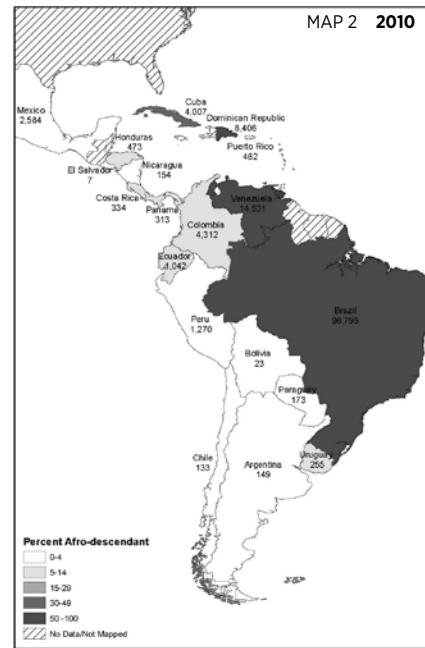 MAP 2 2010
Mexico
2,584
Cuba
4,007
Dominican Republic
8,406
Puerto Rico
462
Honduras
473
El Salvador
7
Nicaragua
154
Costa Rica
334
Panama
313
Venezuela
14,531
Colombia
4,312
Ecuador
1,042
Brazil
96,795
Peru
1,270
Bolivia
23
Paraguay
173
Chile
133
Argentina
149
Uruguay
255
Percent Afro-descendant
0-4
5-14
15-29
30-49
50-100
No Data/Not Mapped